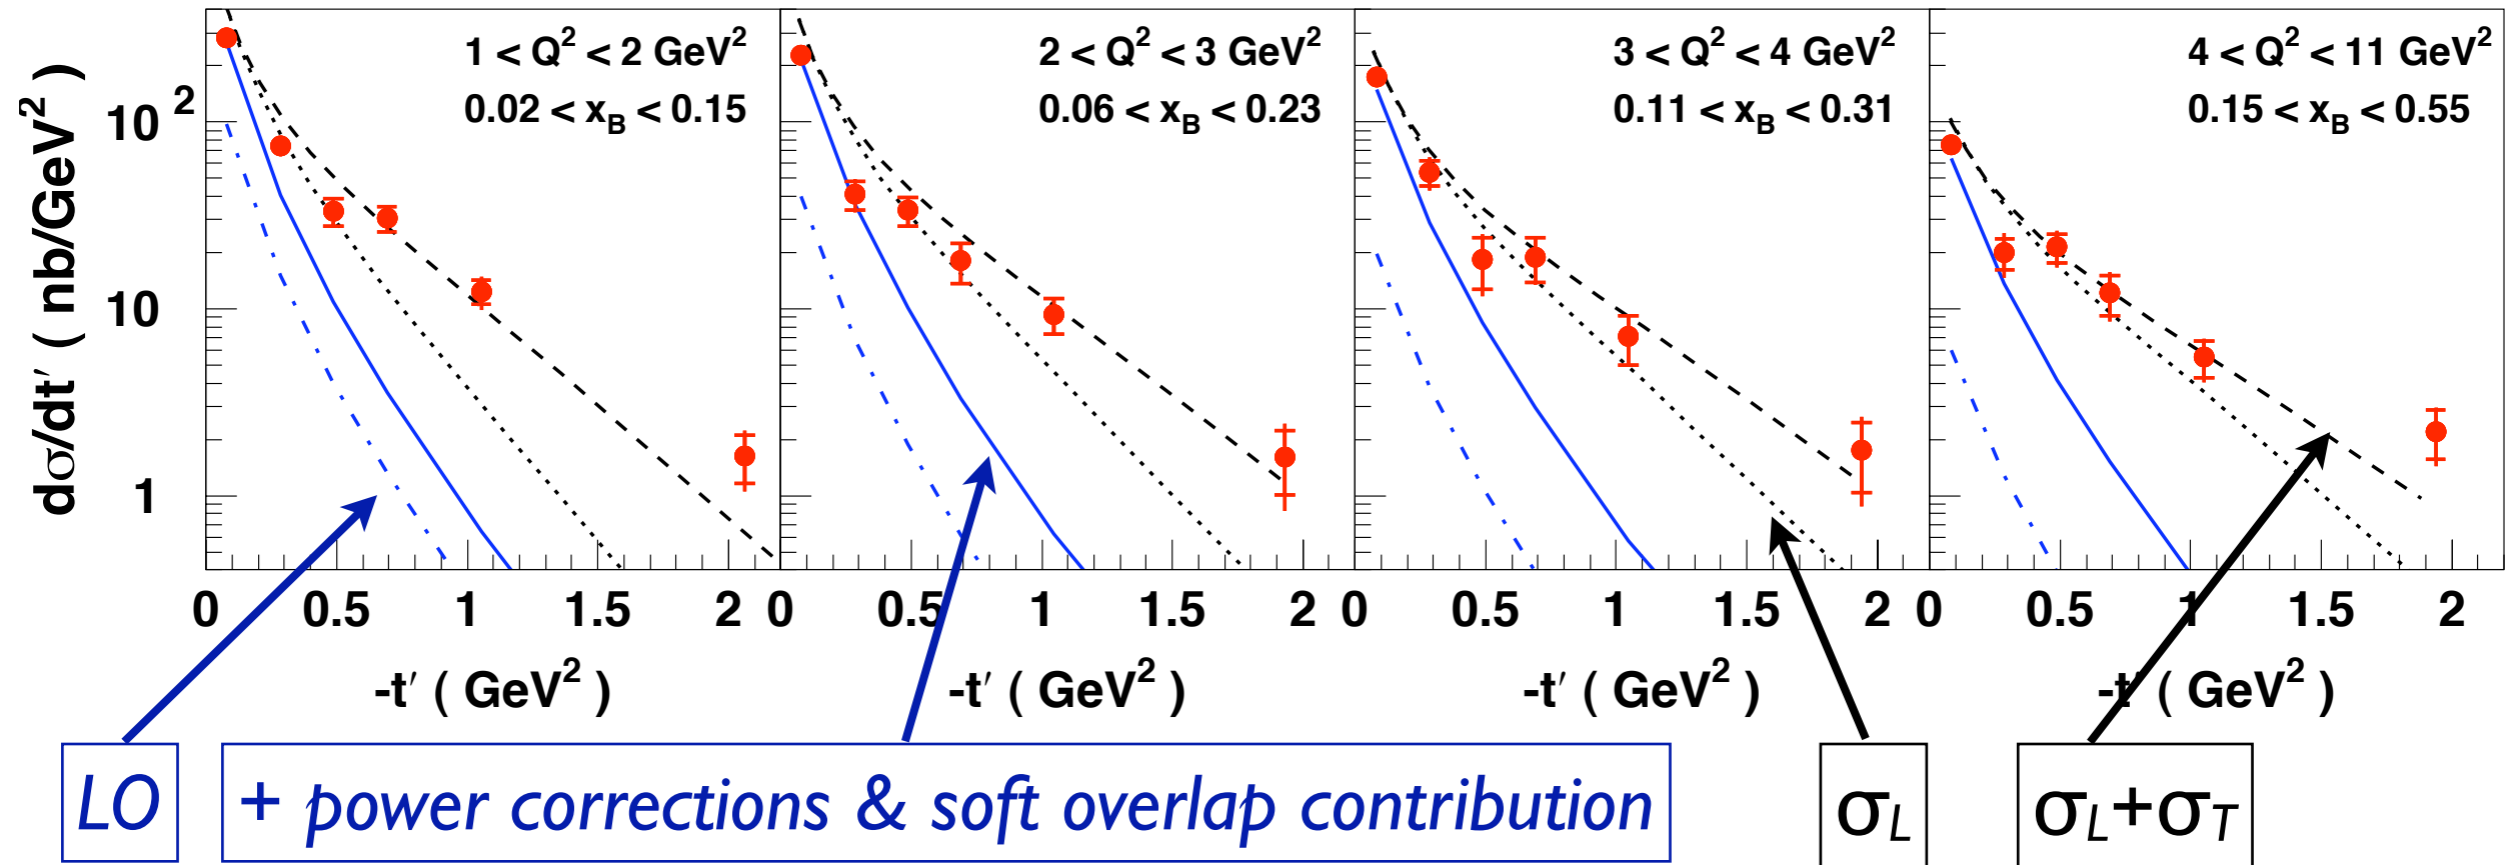 dσ/dt′ ( nb/GeV² )
10²
10
1
1 < Q² < 2 GeV²
0.02 < x_B < 0.15
2 < Q² < 3 GeV²
0.06 < x_B < 0.23
3 < Q² < 4 GeV²
0.11 < x_B < 0.31
4 < Q² < 11 GeV²
0.15 < x_B < 0.55
0 0.5 1 1.5 2 0 0.5 1 1.5 2 0 0.5 1 1.5 2 0 0.5 1 1.5 2
-t′ ( GeV² ) -t′ ( GeV² ) -t′ ( GeV² ) -t′ ( GeV² )
LO
+ power corrections & soft overlap contribution
σL
σL+σT